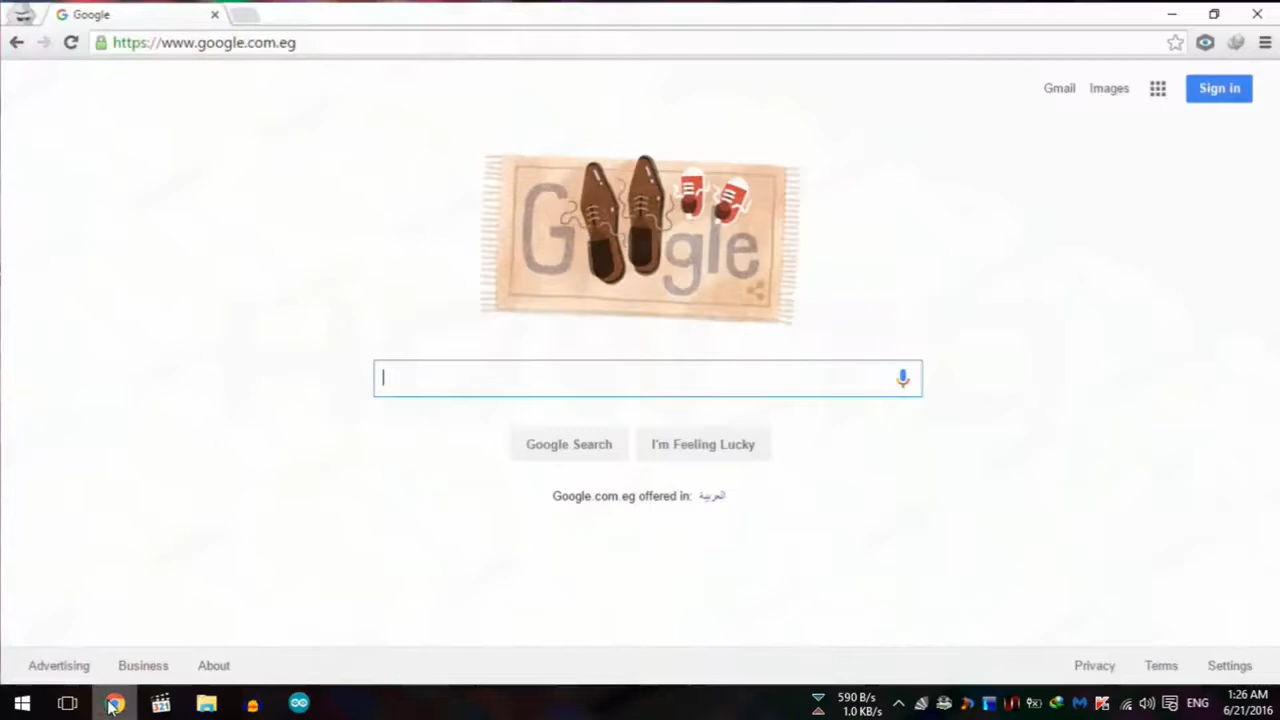 Google
https://www.google.com.eg
Gmail Images Sign in
Google
Google Search I'm Feeling Lucky
Google.com.eg offered in: العربية
Advertising Business About Privacy Terms Settings
321
590 B/s
1.0 KB/s
ENG
1:26 AM
6/21/2016